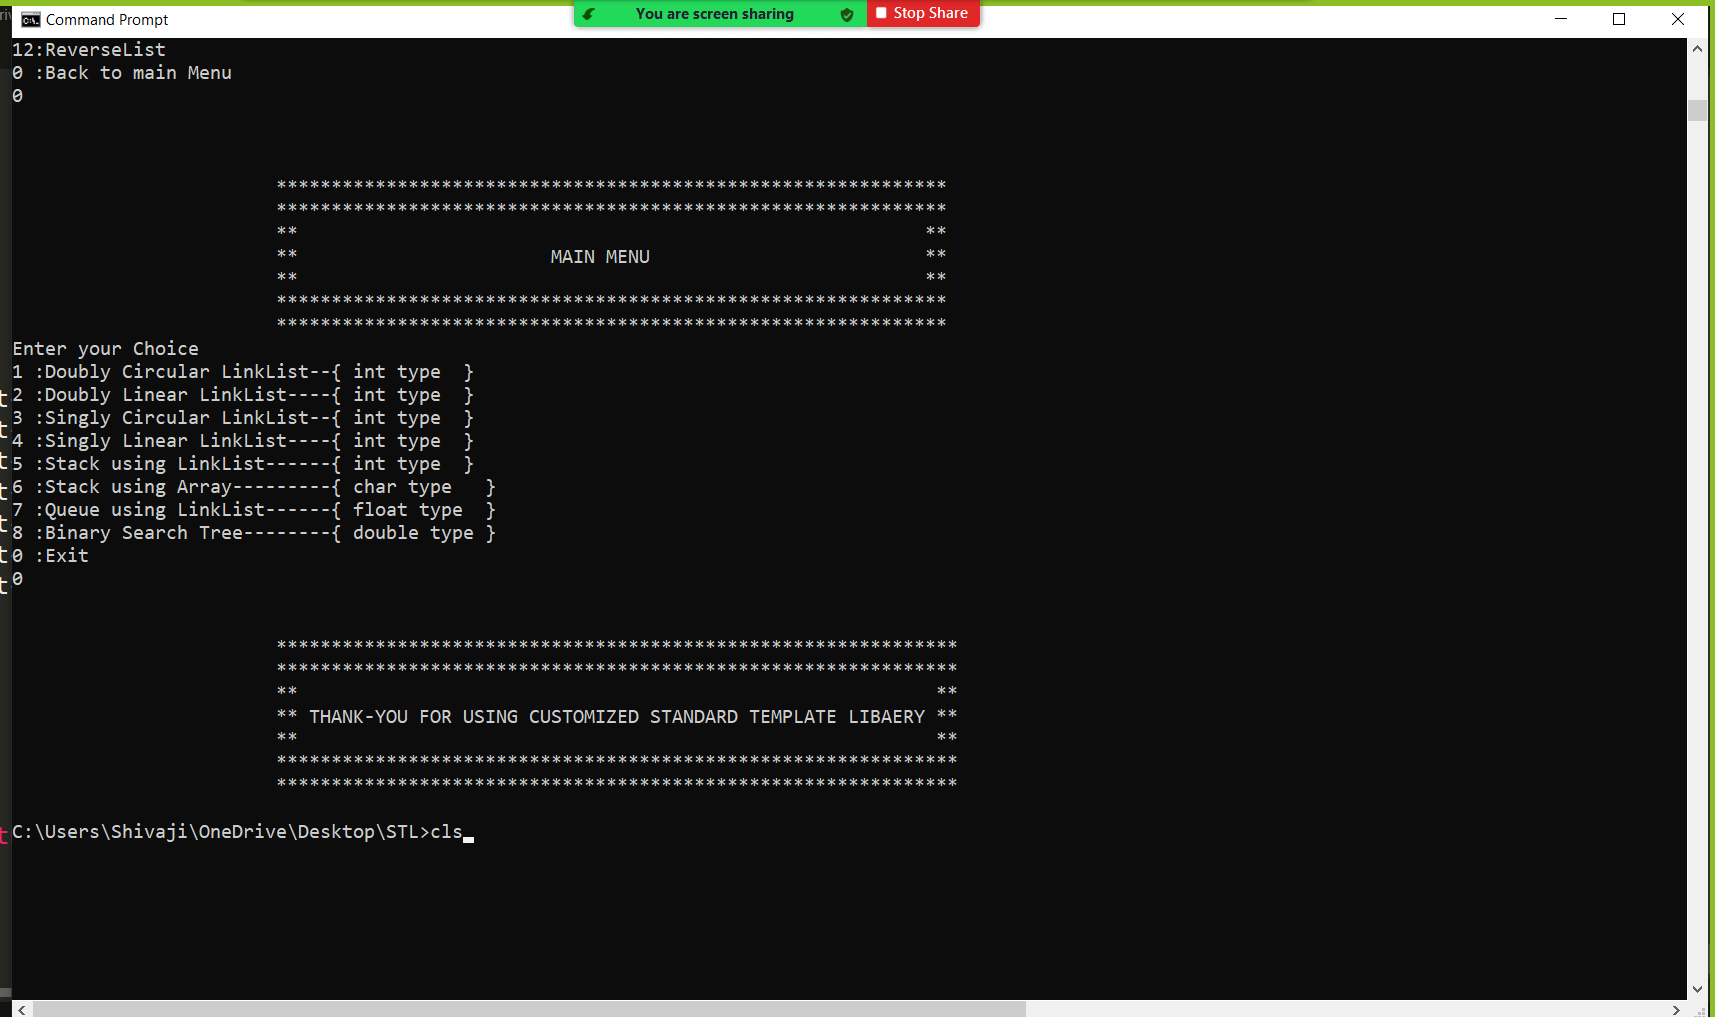 Command Prompt
You are screen sharing
Stop Share
12:ReverseList
0 :Back to main Menu
0
*************************************************************
*************************************************************
**                                                         **
**                       MAIN MENU                         **
**                                                         **
*************************************************************
*************************************************************
Enter your Choice
1 :Doubly Circular LinkList--{ int type  }
2 :Doubly Linear LinkList----{ int type  }
3 :Singly Circular LinkList--{ int type  }
4 :Singly Linear LinkList----{ int type  }
5 :Stack using LinkList------{ int type  }
6 :Stack using Array---------{ char type   }
7 :Queue using LinkList------{ float type  }
8 :Binary Search Tree--------{ double type }
0 :Exit
0
**************************************************************
**************************************************************
**                                                          **
** THANK-YOU FOR USING CUSTOMIZED STANDARD TEMPLATE LIBAERY **
**                                                          **
**************************************************************
**************************************************************
C:\Users\Shivaji\OneDrive\Desktop\STL>cls